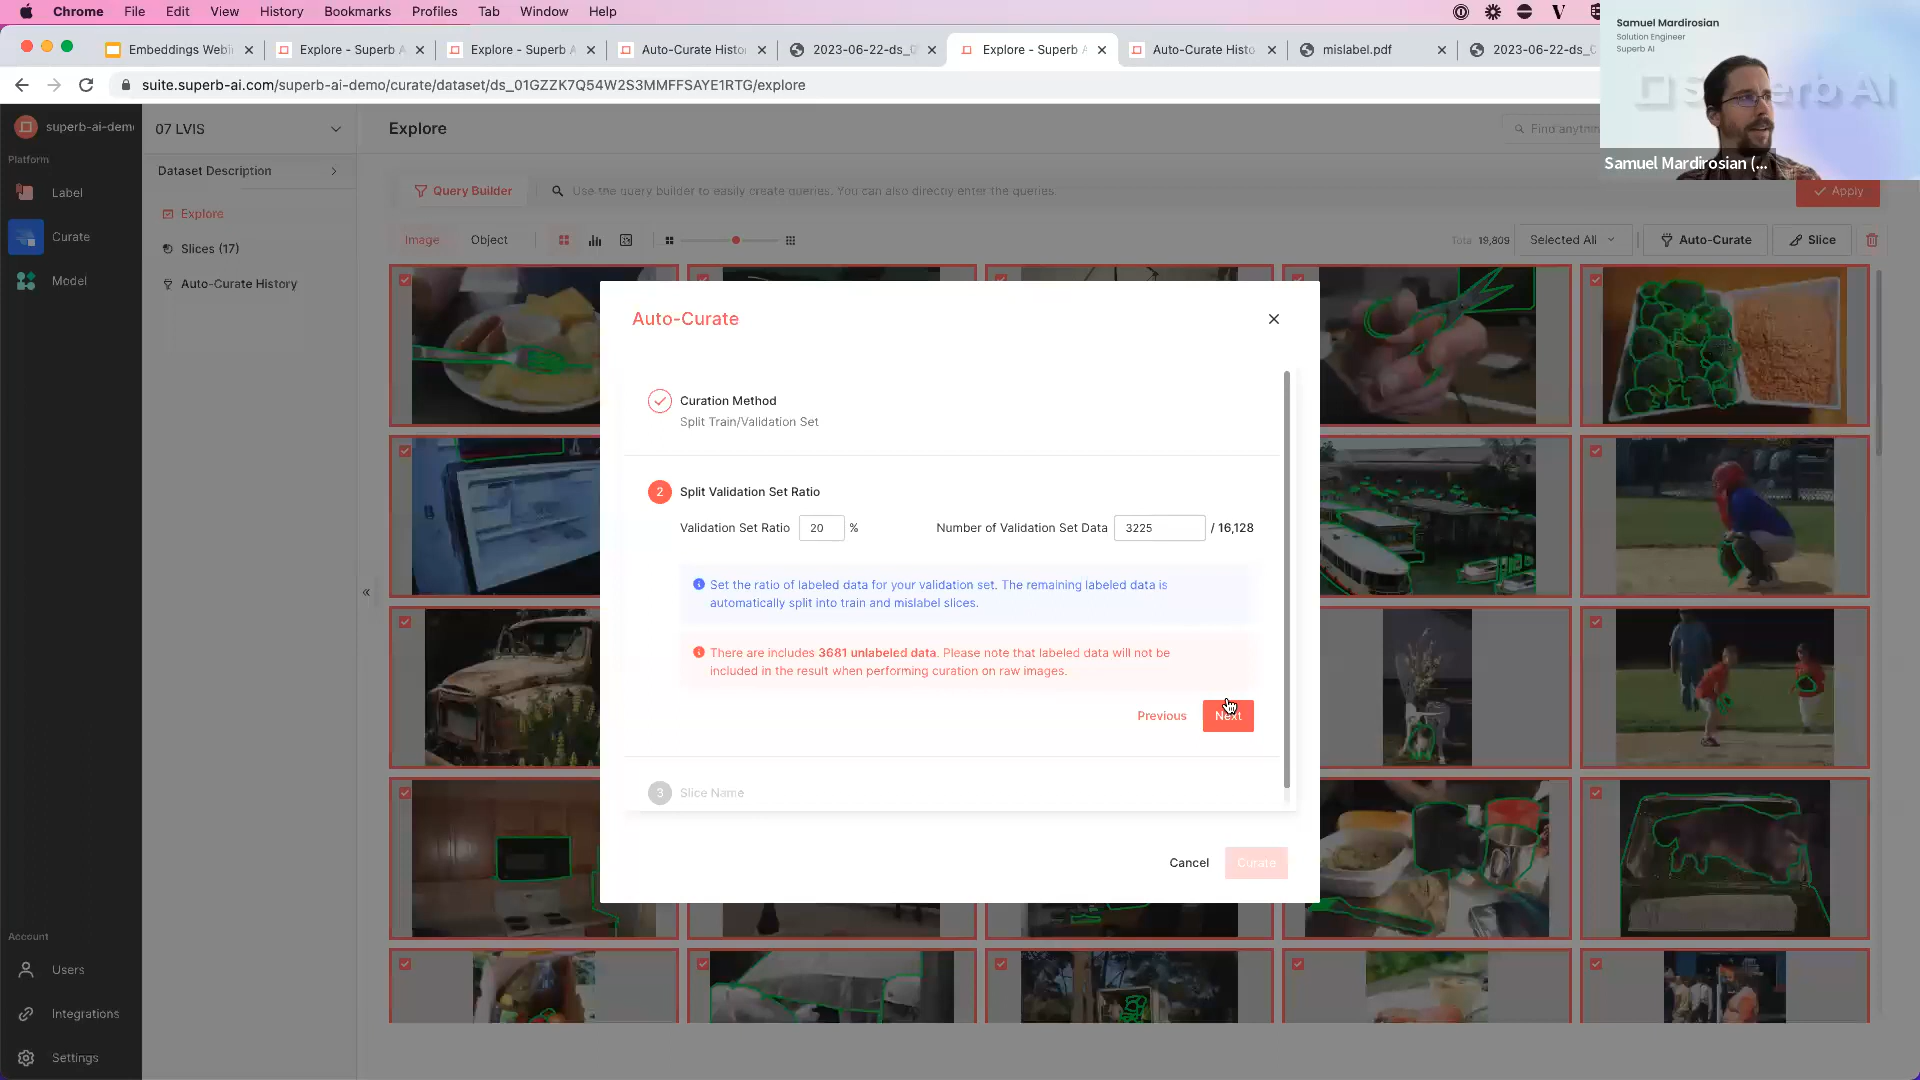 Chrome File Edit View History Bookmarks Profiles Tab Window Help
Embeddings Web
Explore - Superb A
Explore - Superb A
Auto-Curate Histo
2023-06-22-ds_0
Explore - Superb A
Auto-Curate Histo
mislabel.pdf
2023-06-22-ds_0
suite.superb-ai.com/superb-ai-demo/curate/dataset/ds_01GZZK7Q54W2S3MMFFSAYE1RTG/explore
Samuel Mardirosian
Solution Engineer
Superb AI
Samuel Mardirosian (...
superb-ai-demo
Platform
Label
Curate
Model
Account
Users
Integrations
Settings
07 LVIS
Dataset Description
Explore
Slices (17)
Auto-Curate History
Explore
Find anything
Query Builder
Use the query builder to easily create queries. You can also directly enter the queries.
Apply
Image Object
Total 19,809
Selected All
Auto-Curate
Slice
Auto-Curate
Curation Method
Split Train/Validation Set
2 Split Validation Set Ratio
Validation Set Ratio 20 %
Number of Validation Set Data 3225 / 16,128
Set the ratio of labeled data for your validation set. The remaining labeled data is
automatically split into train and mislabel slices.
There are includes 3681 unlabeled data. Please note that labeled data will not be
included in the result when performing curation on raw images.
Previous Next
3 Slice Name
Cancel Curate